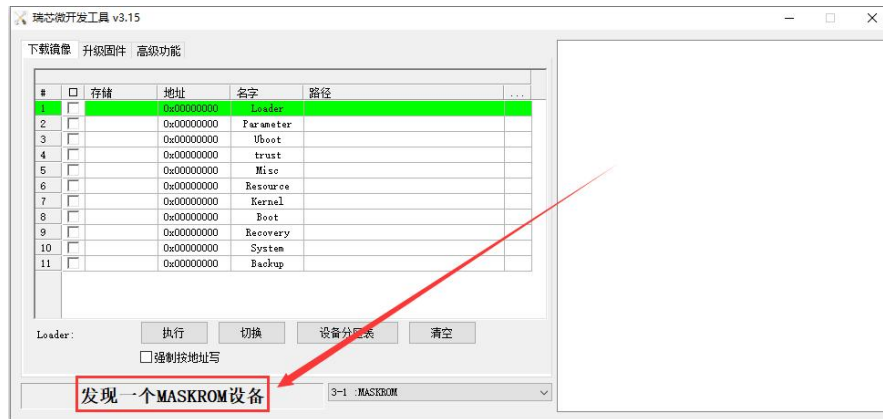 瑞芯微开发工具 v3.15
下载镜像 升级固件 高级功能
# 存储 地址 名字 路径 ...
1 0x00000000 Loader
2 0x00000000 Parameter
3 0x00000000 Uboot
4 0x00000000 trust
5 0x00000000 Misc
6 0x00000000 Resource
7 0x00000000 Kernel
8 0x00000000 Boot
9 0x00000000 Recovery
10 0x00000000 System
11 0x00000000 Backup
Loader: 执行 切换 设备分区表 清空
强制按地址写
发现一个MASKROM设备 3-1 :MASKROM